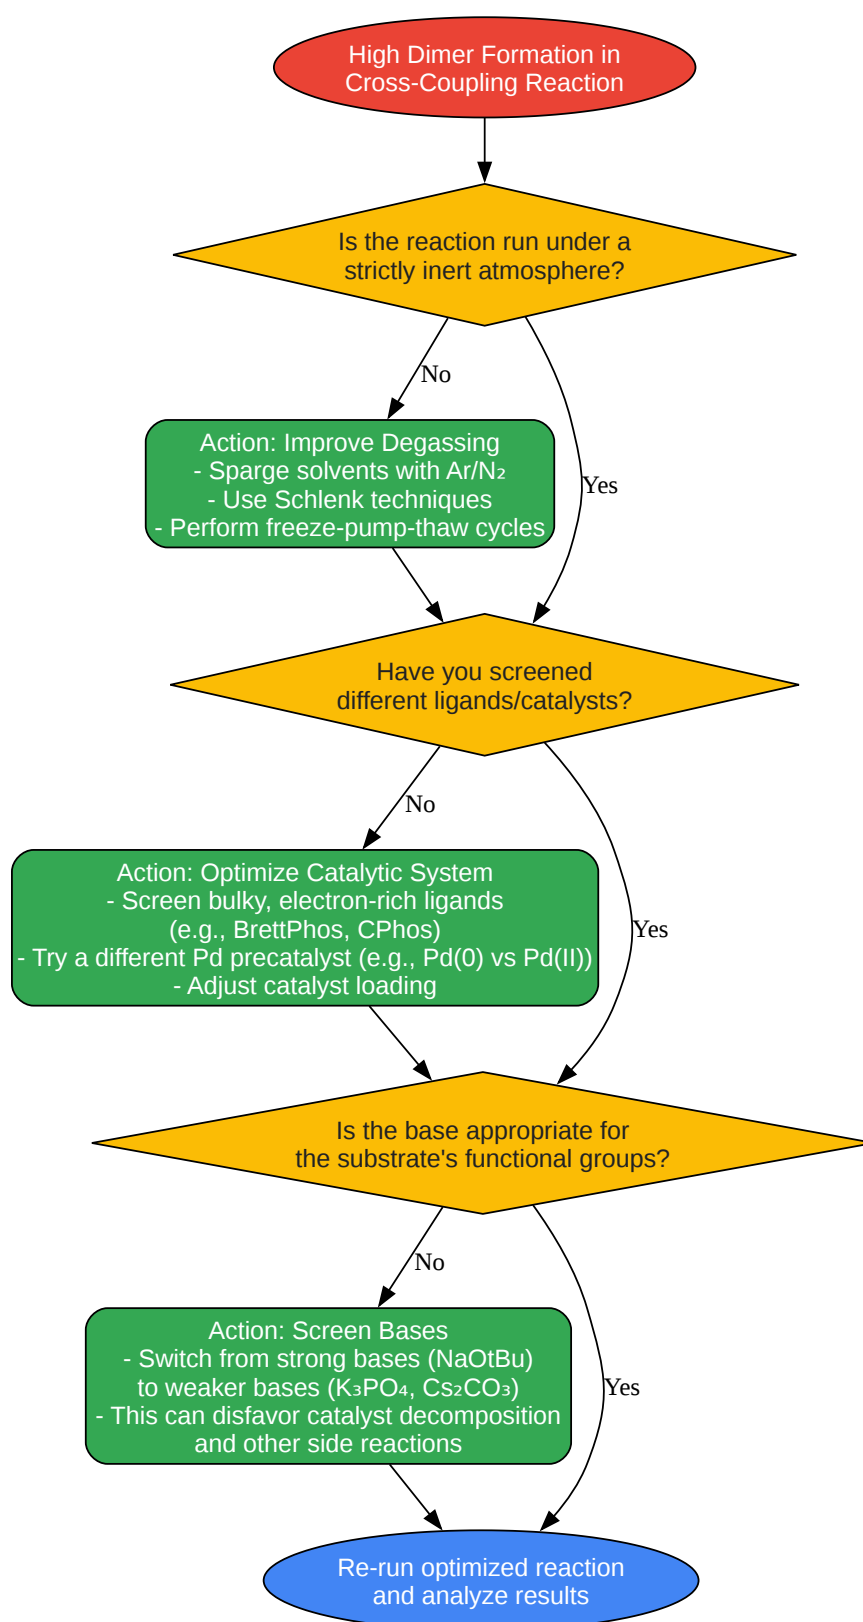 High Dimer Formation in
Cross-Coupling Reaction
Is the reaction run under a
strictly inert atmosphere?
No
Action: Improve Degassing
- Sparge solvents with Ar/N₂
- Use Schlenk techniques
- Perform freeze-pump-thaw cycles
Yes
Have you screened
different ligands/catalysts?
No
Action: Optimize Catalytic System
- Screen bulky, electron-rich ligands
(e.g., BrettPhos, CPhos)
- Try a different Pd precatalyst (e.g., Pd(0) vs Pd(II))
- Adjust catalyst loading
Yes
Is the base appropriate for
the substrate's functional groups?
No
Action: Screen Bases
- Switch from strong bases (NaOtBu)
to weaker bases (K₃PO₄, Cs₂CO₃)
- This can disfavor catalyst decomposition
and other side reactions
Yes
Re-run optimized reaction
and analyze results